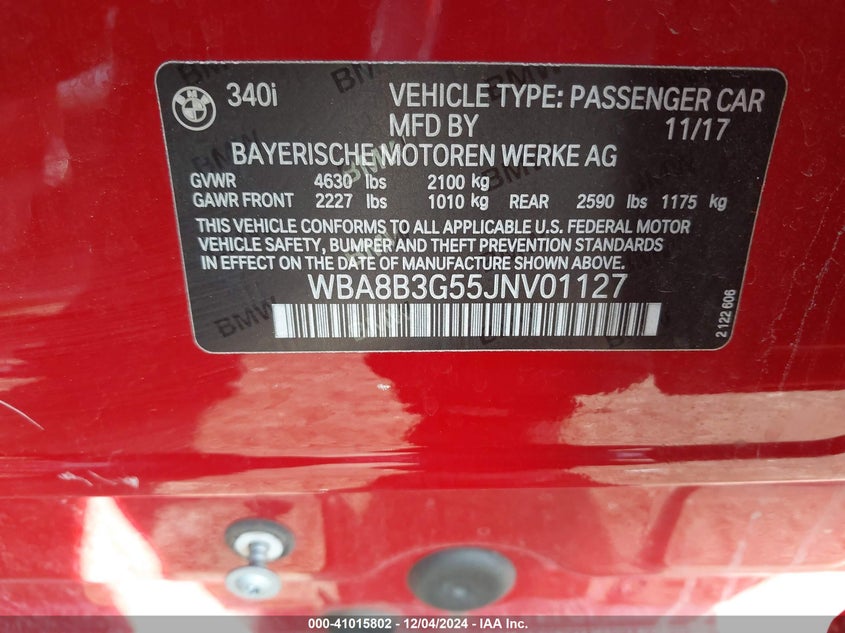 340i VEHICLE TYPE: PASSENGER CAR
MFD BY 11/17
BAYERISCHE MOTOREN WERKE AG
GVWR 4630 lbs 2100 kg
GAWR FRONT 2227 lbs 1010 kg REAR 2590 lbs 1175 kg
THIS VEHICLE CONFORMS TO ALL APPLICABLE U.S. FEDERAL MOTOR
VEHICLE SAFETY, BUMPER AND THEFT PREVENTION STANDARDS
IN EFFECT ON THE DATE OF MANUFACTURE SHOWN ABOVE.
WBA8B3G55JNV01127
2 122 606
000-41015802 - 12/04/2024 - IAA Inc.